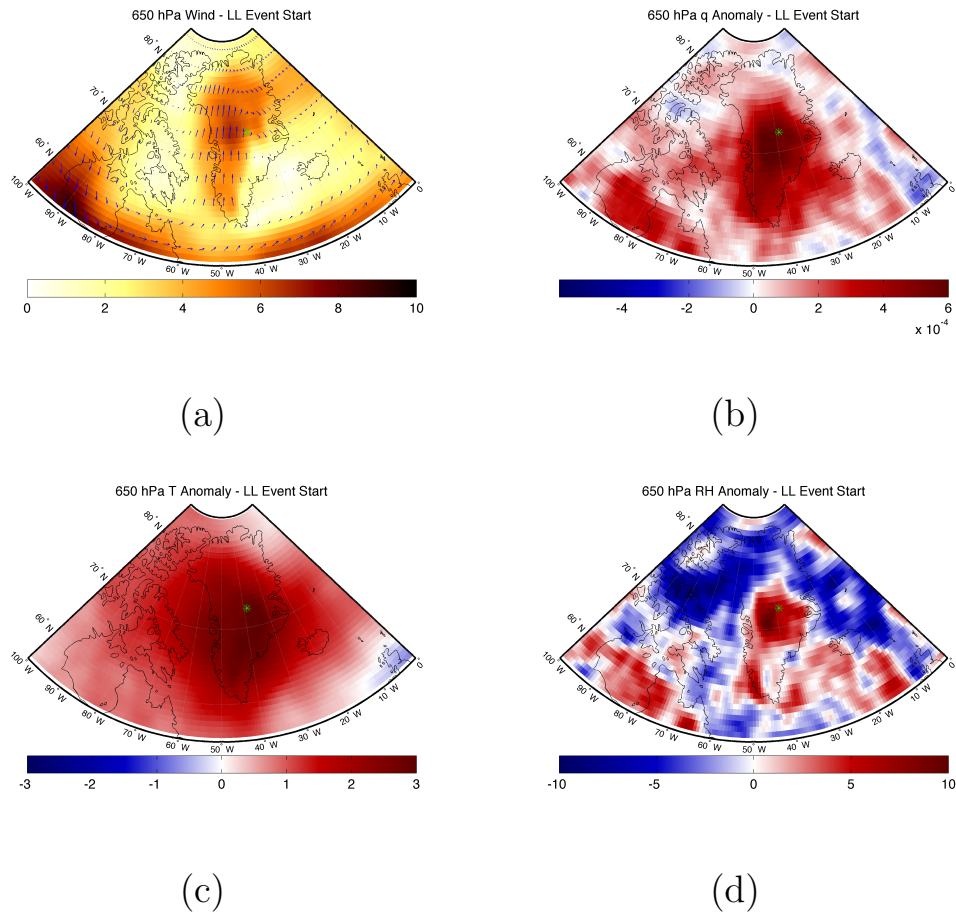 650 hPa Wind - LL Event Start
80° N
70° N
60° N
100° W
90° W
80° W
70° W
60° W
50° W
40° W
30° W
20° W
10° W
0
0 2 4 6 8 10
(a)
650 hPa q Anomaly - LL Event Start
80° N
70° N
60° N
100° W
90° W
80° W
70° W
60° W
50° W
40° W
30° W
20° W
10° W
0
-4 -2 0 2 4 6
x 10⁻⁴
(b)
650 hPa T Anomaly - LL Event Start
80° N
70° N
60° N
100° W
90° W
80° W
70° W
60° W
50° W
40° W
30° W
20° W
10° W
0
-3 -2 -1 0 1 2 3
(c)
650 hPa RH Anomaly - LL Event Start
80° N
70° N
60° N
100° W
90° W
80° W
70° W
60° W
50° W
40° W
30° W
20° W
10° W
0
-10 -5 0 5 10
(d)